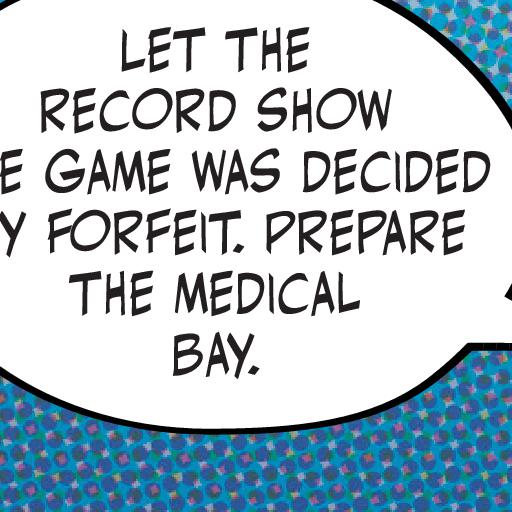 LET THE
RECORD SHOW
E GAME WAS DECIDED
Y FORFEIT. PREPARE
THE MEDICAL
BAY.